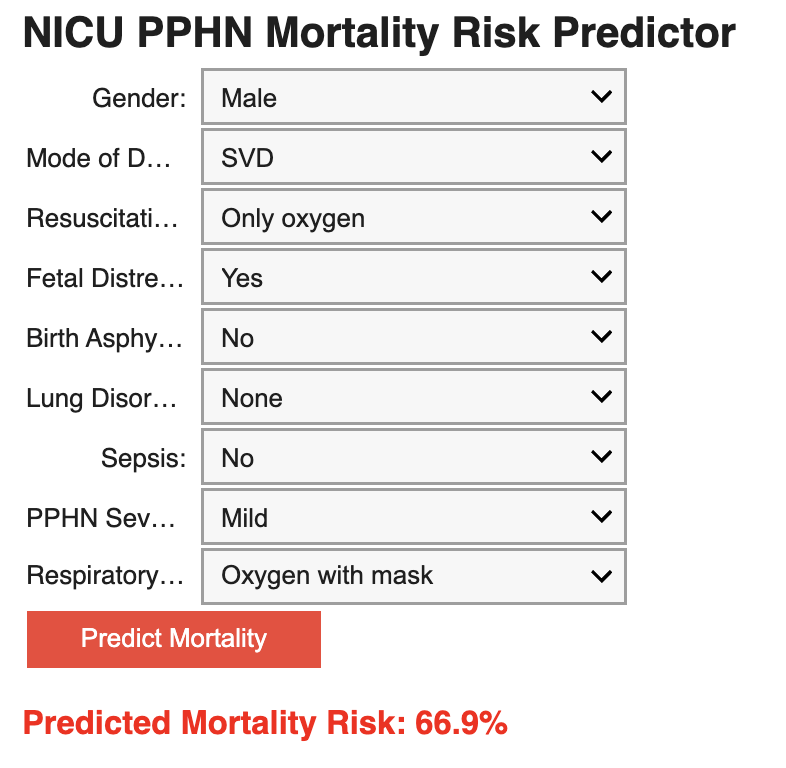 NICU PPHN Mortality Risk Predictor
Gender: Male
Mode of D... SVD
Resuscitati... Only oxygen
Fetal Distre... Yes
Birth Asphy... No
Lung Disor... None
Sepsis: No
PPHN Sev... Mild
Respiratory... Oxygen with mask
Predict Mortality
Predicted Mortality Risk: 66.9%